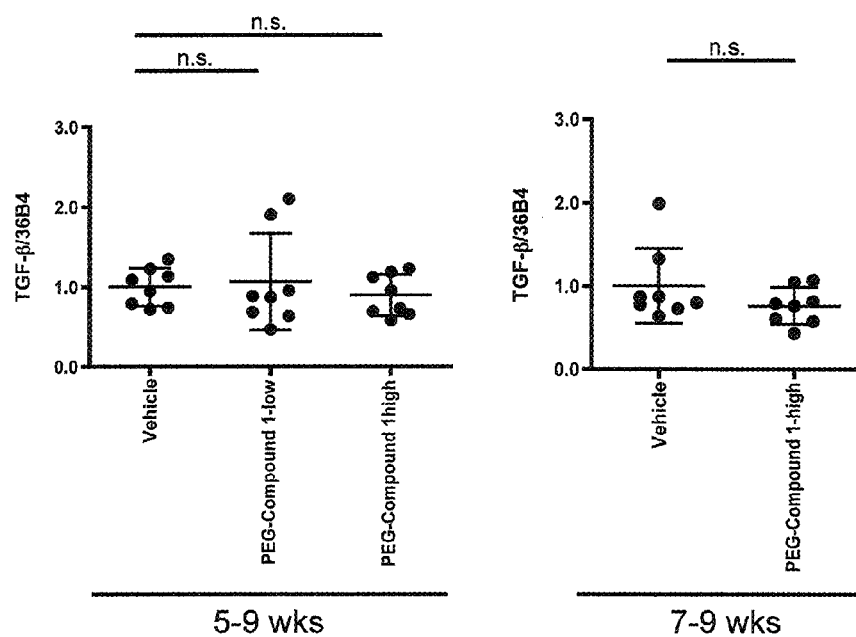 n.s.
n.s.
TGF-β/36B4
3.0
2.0
1.0
0.0
Vehicle
PEG-Compound 1-low
PEG-Compound 1high
5-9 wks
n.s.
TGF-β/36B4
3.0
2.0
1.0
0.0
Vehicle
PEG-Compound 1-high
7-9 wks